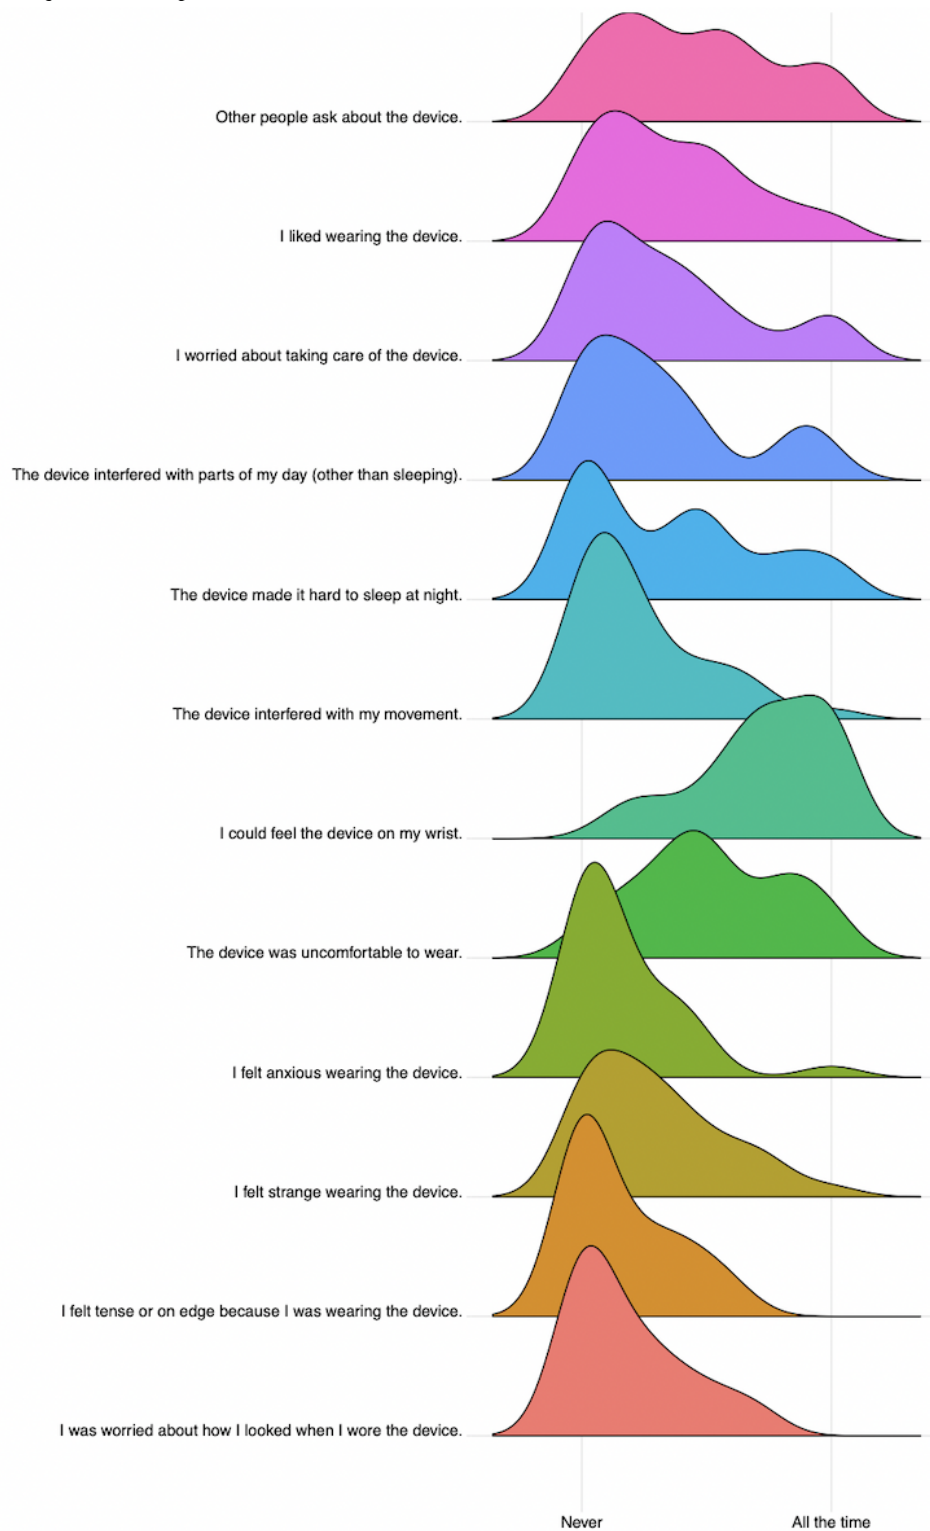 Other people ask about the device.
I liked wearing the device.
I worried about taking care of the device.
The device interfered with parts of my day (other than sleeping).
The device made it hard to sleep at night.
The device interfered with my movement.
I could feel the device on my wrist.
The device was uncomfortable to wear.
I felt anxious wearing the device.
I felt strange wearing the device.
I felt tense or on edge because I was wearing the device.
I was worried about how I looked when I wore the device.
Never All the time